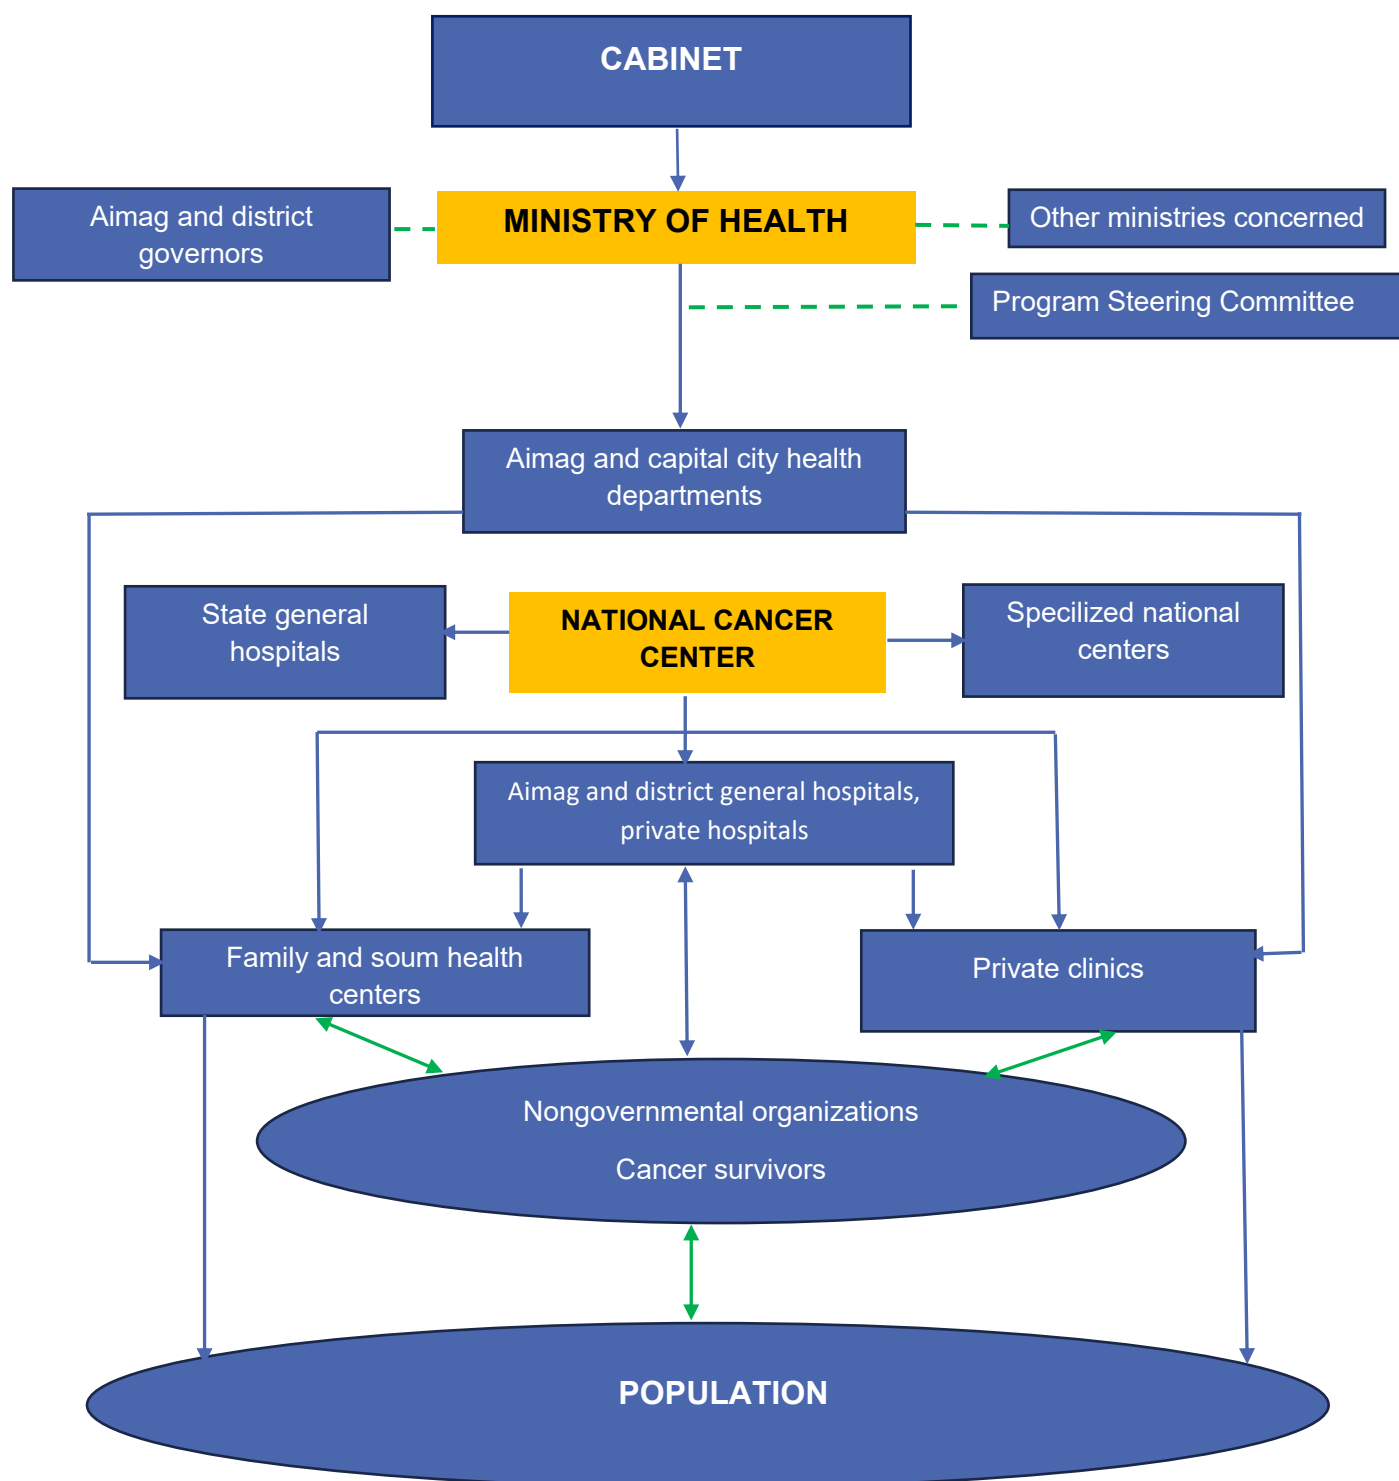 CABINET
Aimag and district
governors
MINISTRY OF HEALTH
Other ministries concerned
Program Steering Committee
Aimag and capital city health
departments
State general
hospitals
NATIONAL CANCER
CENTER
Specilized national
centers
Aimag and district general hospitals,
private hospitals
Family and soum health
centers
Private clinics
Nongovernmental organizations
Cancer survivors
POPULATION